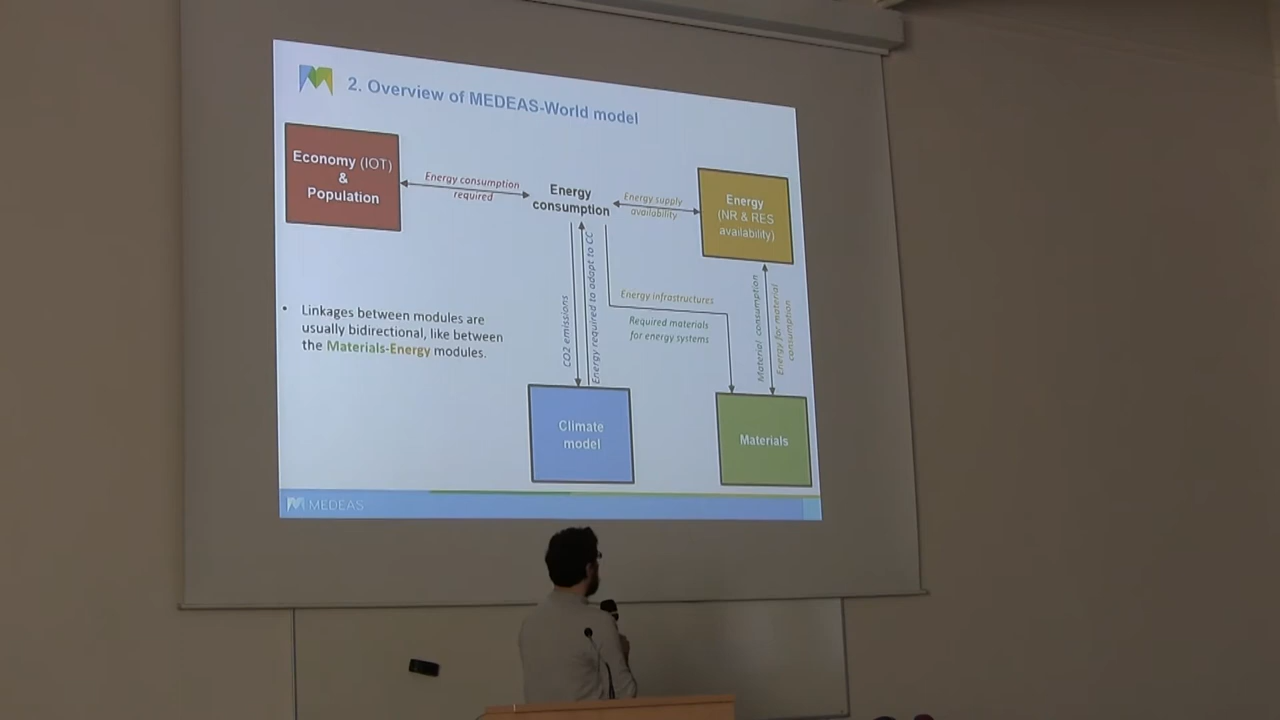 2. Overview of MEDEAS-World model
Economy (IOT)
&
Population
Energy consumption
required
Energy
consumption
Energy supply
availability
Energy
(NR & RES
availability)
CO2 emissions
Energy required to adapt to CC
Energy infrastructures
Required materials
for energy systems
Material consumption
Energy for material
consumption
• Linkages between modules are
usually bidirectional, like between
the Materials-Energy modules.
Climate
model
Materials
MEDEAS